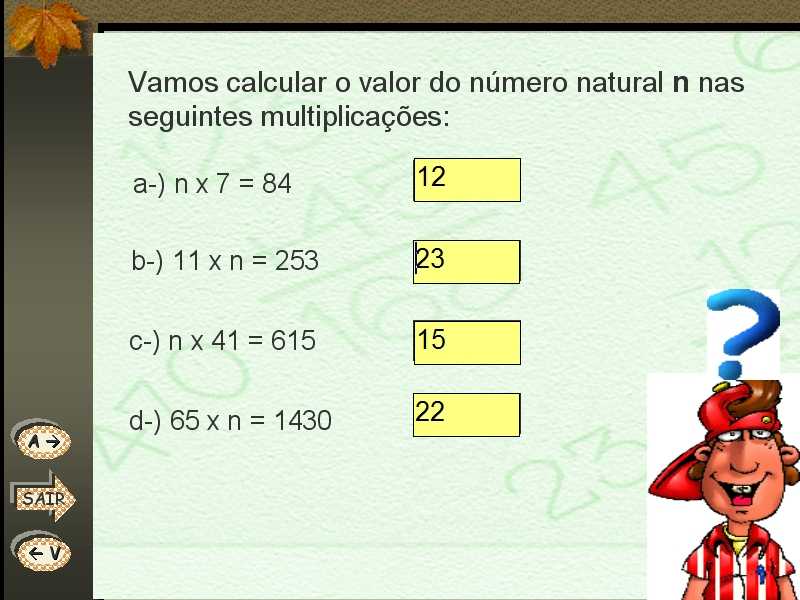 Vamos calcular o valor do número natural n nas
seguintes multiplicações:
a-) n x 7 = 84
12
b-) 11 x n = 253
23
c-) n x 41 = 615
15
d-) 65 x n = 1430
22
A →
SAIR
← V